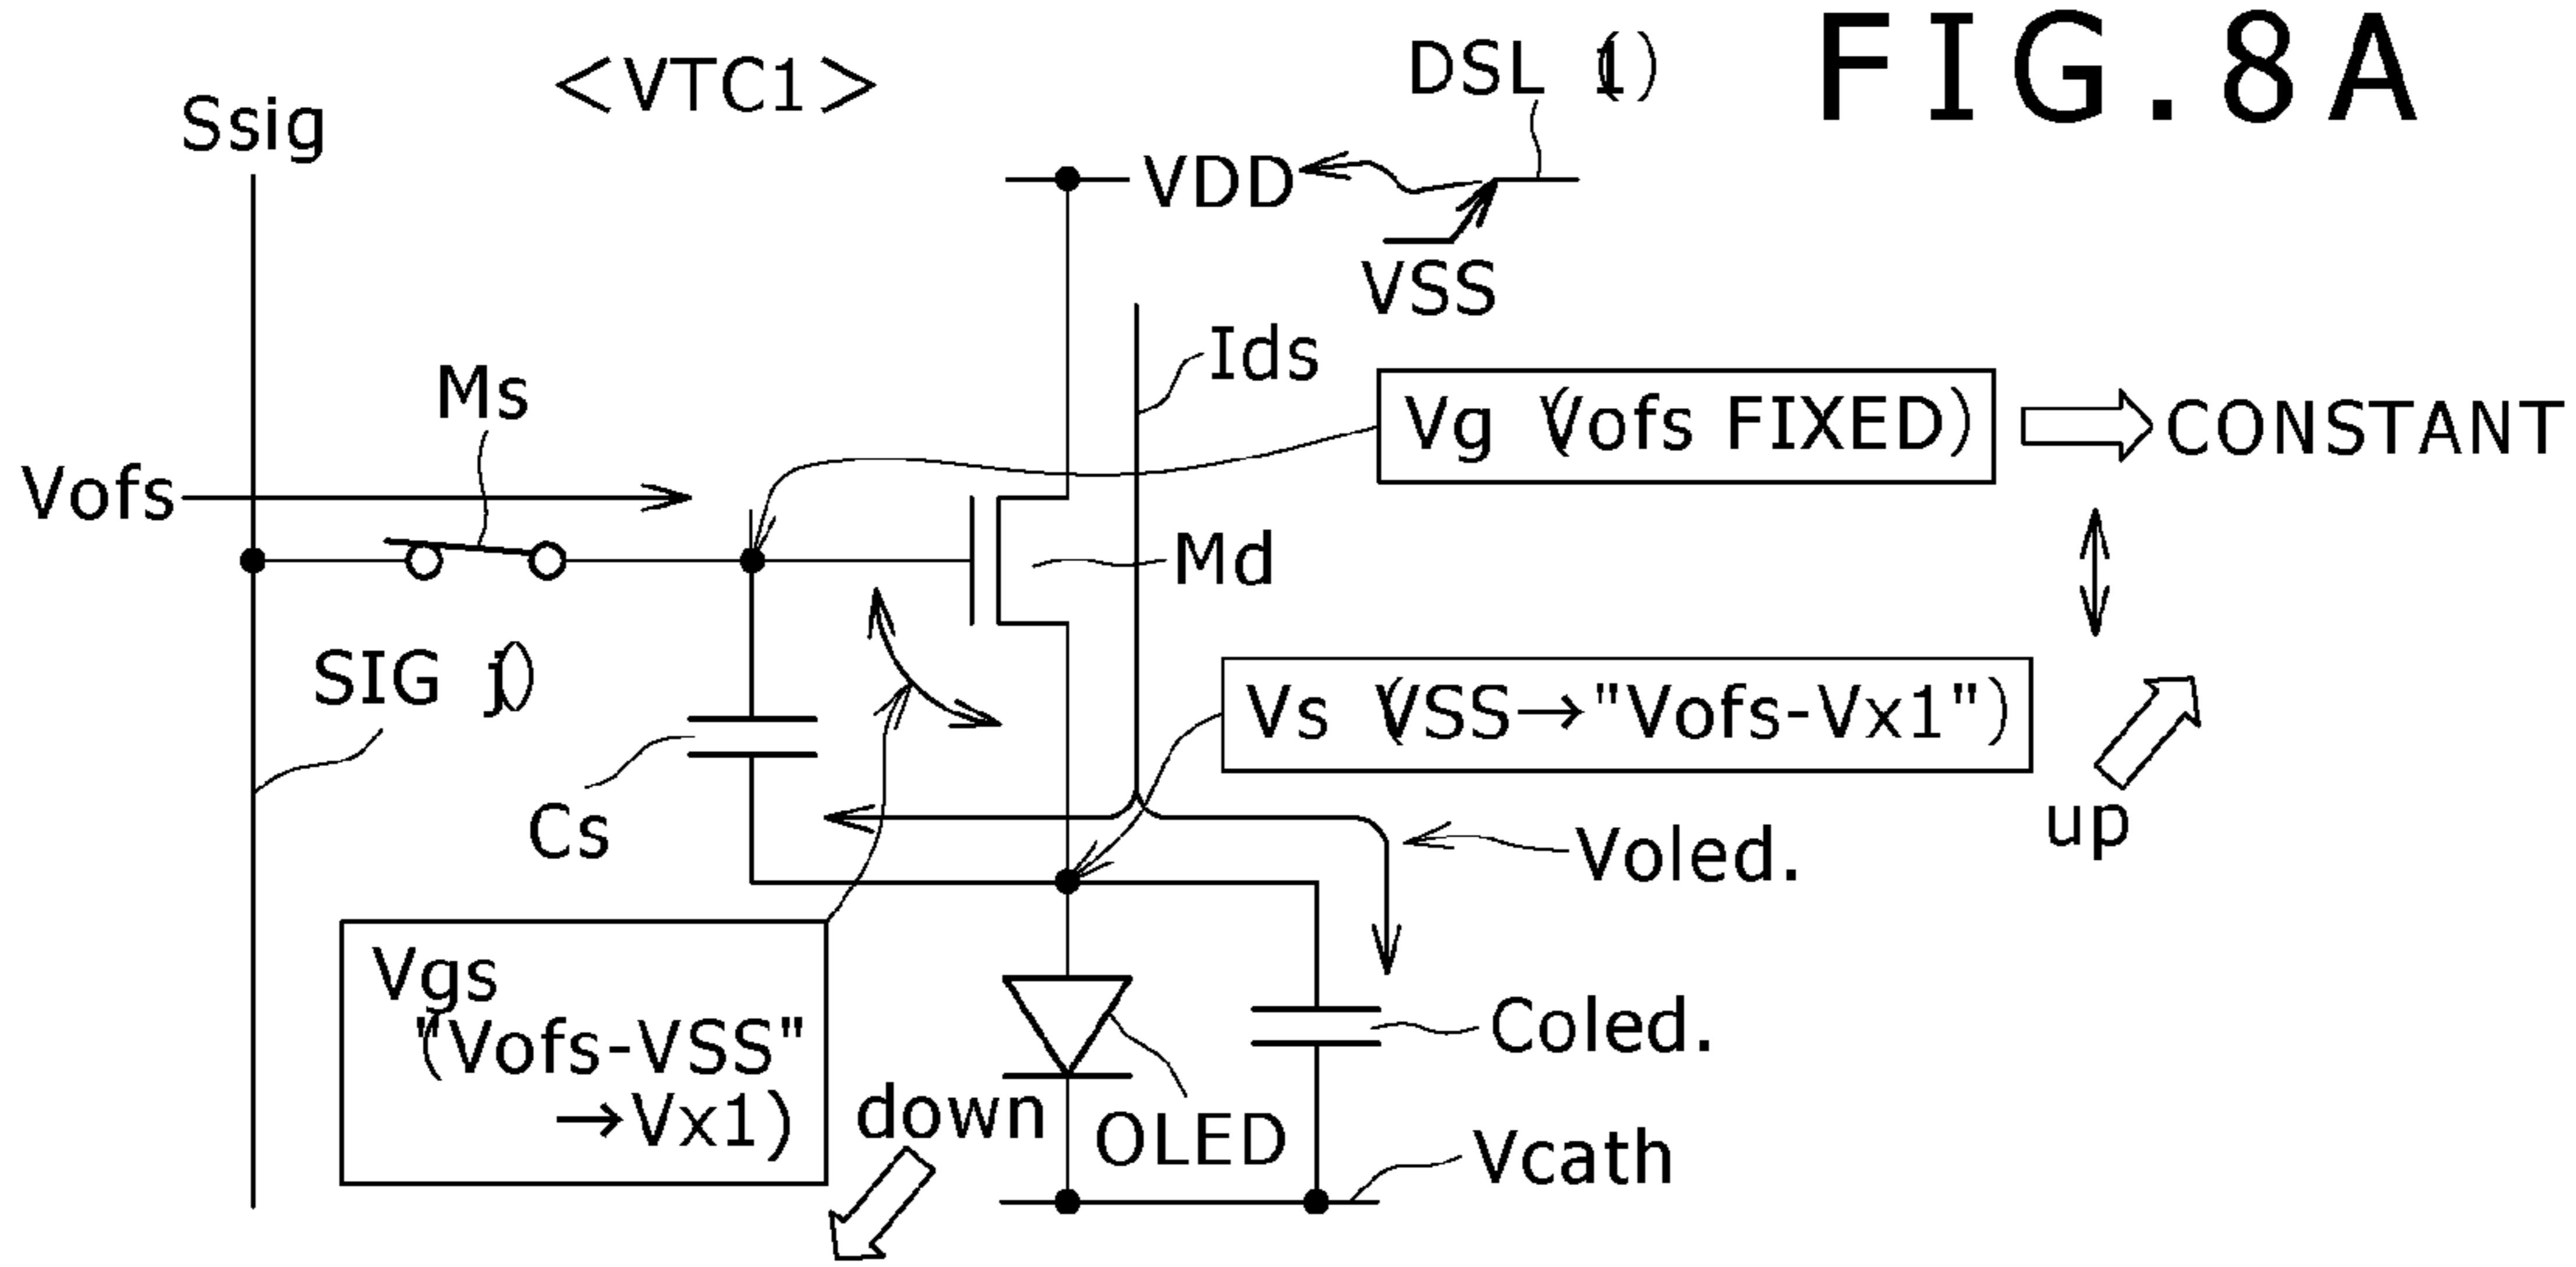 FIG.8A
<VTC1>
DSL (1)
Ssig
VDD
VSS
Ids
Ms
Vg (Vofs FIXED)
CONSTANT
Vofs
Md
SIG (j)
Vs (VSS→"Vofs-Vx1")
Cs
up
Voled.
Vgs
("Vofs-VSS"
→Vx1)
down
Coled.
OLED
Vcath